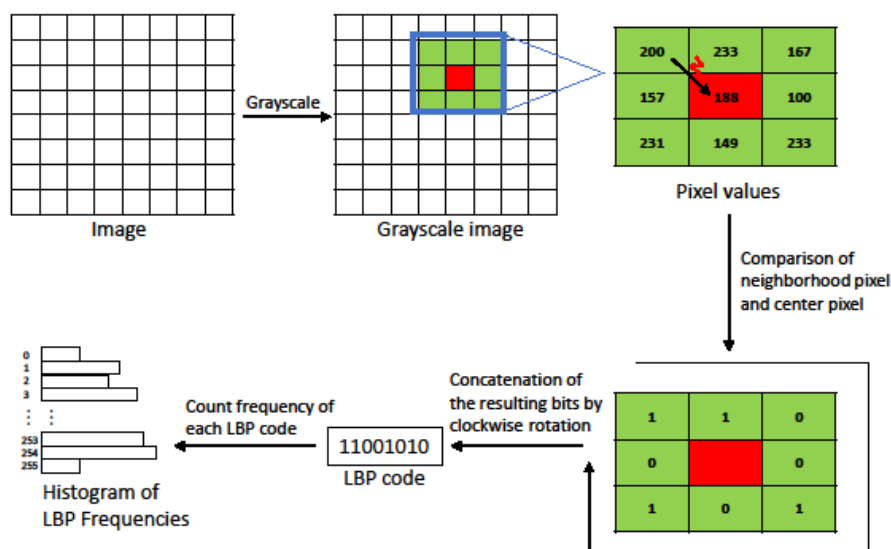 Grayscale
Image
Grayscale image
200 233 167
157 188 100
231 149 233
≥
Pixel values
Comparison of
neighborhood pixel
and center pixel
1 1 0
0 0
1 0 1
Concatenation of
the resulting bits by
clockwise rotation
11001010
LBP code
Count frequency of
each LBP code
0
1
2
3
⋮ ⋮
253
254
255
Histogram of
LBP Frequencies